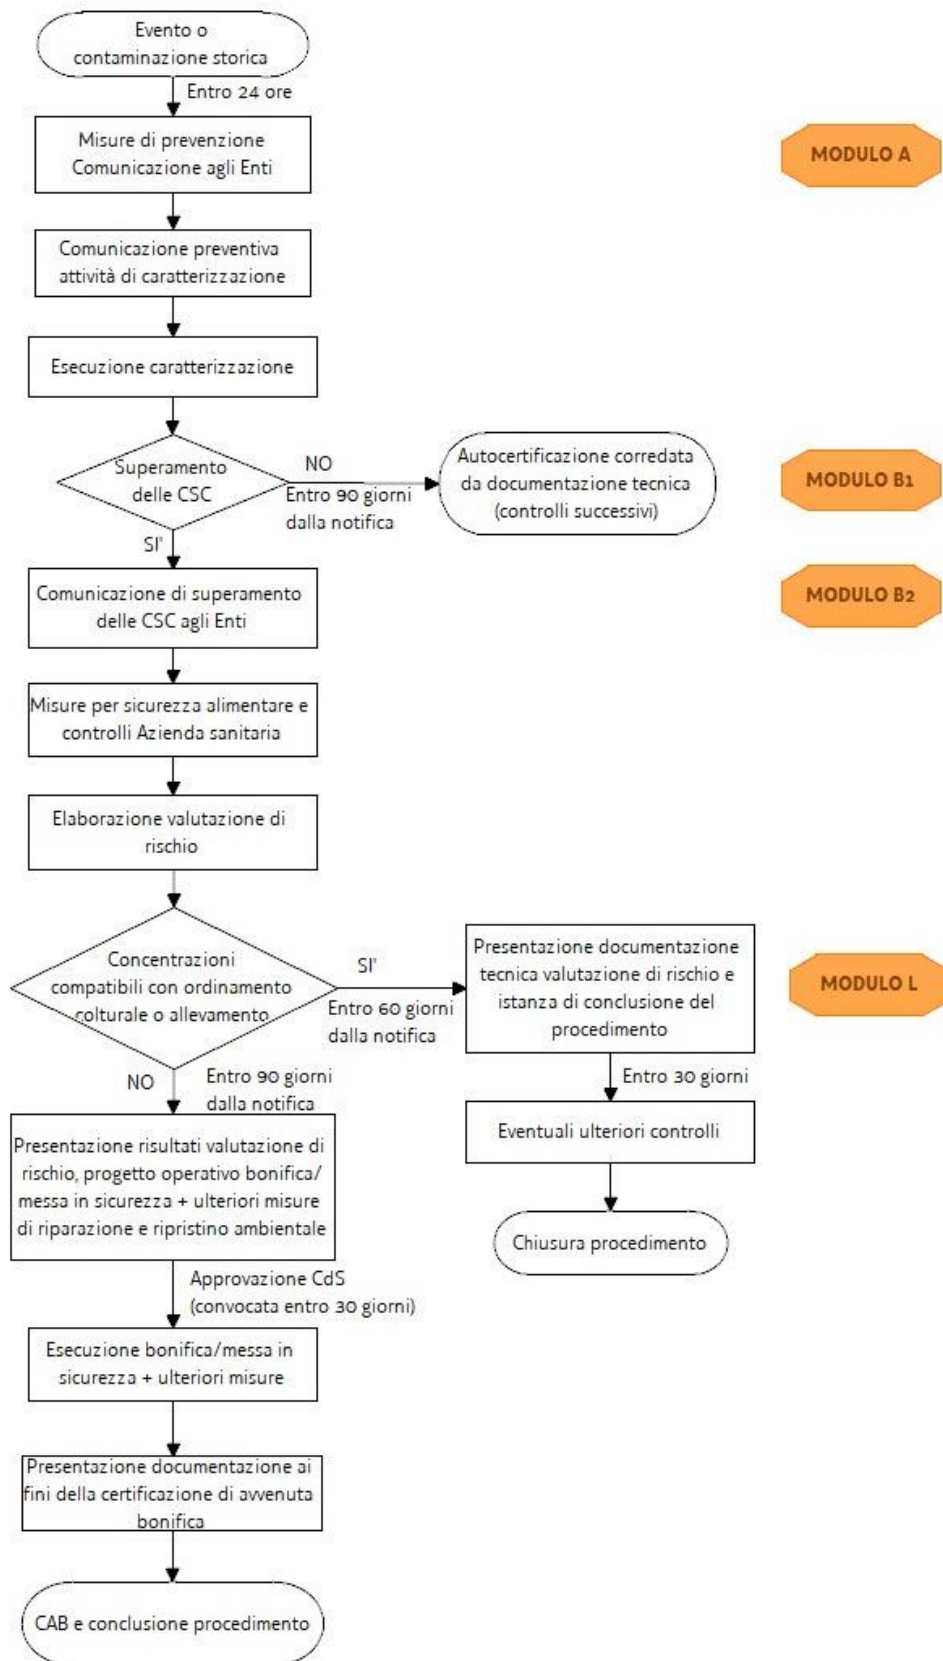 Evento o
contaminazione storica
Entro 24 ore
Misure di prevenzione
Comunicazione agli Enti
MODULO A
Comunicazione preventiva
attività di caratterizzazione
Esecuzione caratterizzazione
Superamento
delle CSC
NO
Entro 90 giorni
dalla notifica
Autocertificazione corredata
da documentazione tecnica
(controlli successivi)
MODULO B1
SI'
Comunicazione di superamento
delle CSC agli Enti
MODULO B2
Misure per sicurezza alimentare e
controlli Azienda sanitaria
Elaborazione valutazione di
rischio
Concentrazioni
compatibili con ordinamento
colturale o allevamento
SI'
Entro 60 giorni
dalla notifica
Presentazione documentazione
tecnica valutazione di rischio e
istanza di conclusione del
procedimento
MODULO L
NO
Entro 90 giorni
dalla notifica
Entro 30 giorni
Presentazione risultati valutazione di
rischio, progetto operativo bonifica/
messa in sicurezza + ulteriori misure
di riparazione e ripristino ambientale
Eventuali ulteriori controlli
Chiusura procedimento
Approvazione CdS
(convocata entro 30 giorni)
Esecuzione bonifica/messa in
sicurezza + ulteriori misure
Presentazione documentazione ai
fini della certificazione di avvenuta
bonifica
CAB e conclusione procedimento